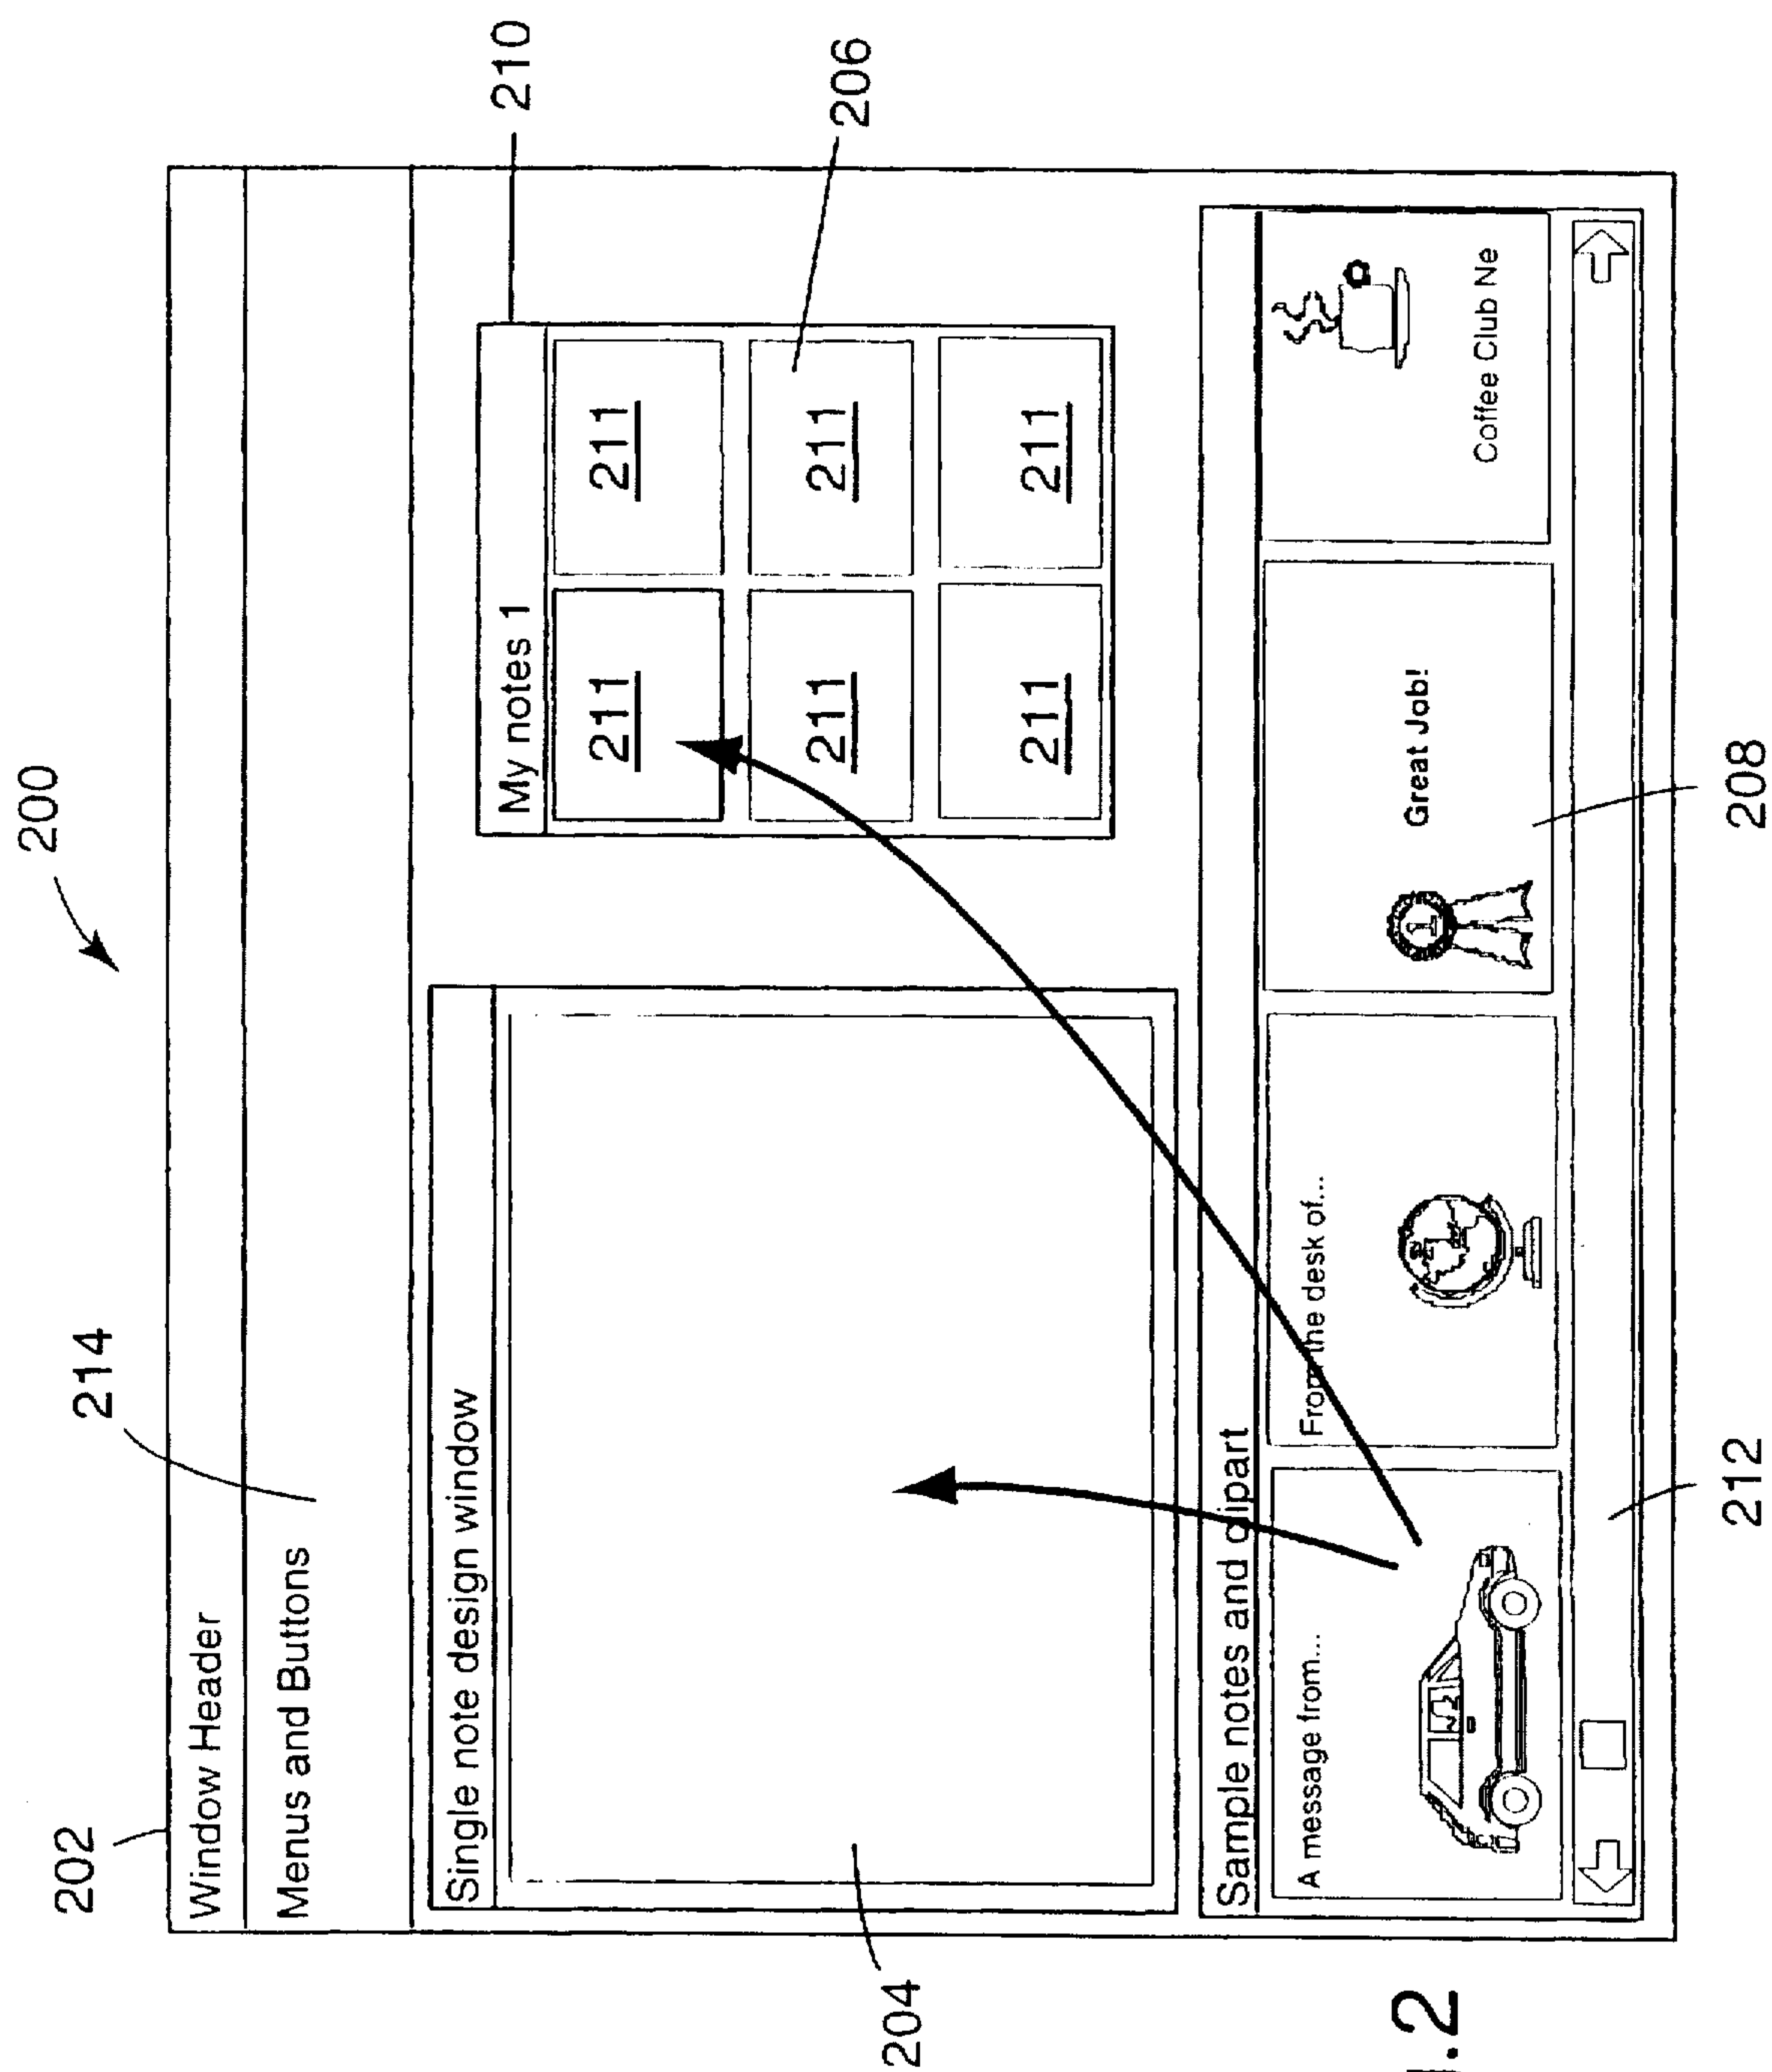 200
202
214
Window Header
Menus and Buttons
210
Single note design window
My notes 1
211
211
206
211
211
211
211
204
Sample notes and clipart
A message from...
From the desk of...
1
Great Job!
Coffee Club Ne
212
208
.2